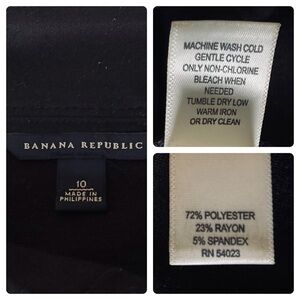 BANANA REPUBLIC
10
MADE IN
PHILIPPINES
MACHINE WASH COLD
GENTLE CYCLE
ONLY NON-CHLORINE
BLEACH WHEN
NEEDED
TUMBLE DRY LOW
WARM IRON
OR DRY CLEAN
72% POLYESTER
23% RAYON
5% SPANDEX
RN 54023